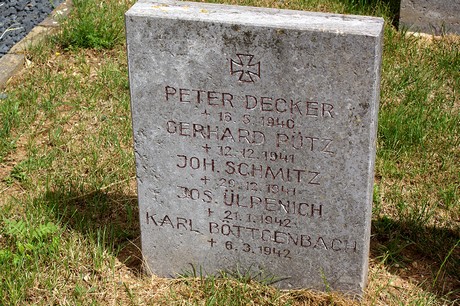 PETER DECKER
+ 16.5.1940
GERHARD RÜTZ
+ 12.12.1941
JOH. SCHMITZ
+ 20.12.1941
JOS. ÜLPENICH
+ 21.1.1942
KARL BÖTTGENBACH
+ 6.3.1942